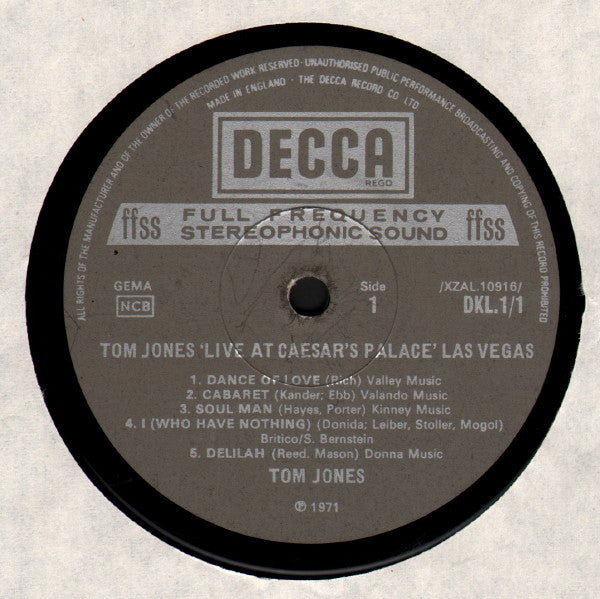 ALL RIGHTS OF THE MANUFACTURER AND OF THE OWNER OF THE RECORDED WORK RESERVED · UNAUTHORISED PUBLIC PERFORMANCE BROADCASTING AND COPYING OF THIS RECORD PROHIBITED
MADE IN ENGLAND · THE DECCA RECORD CO LTD
DECCA
REGD
ffss FULL FREQUENCY ffss
STEREOPHONIC SOUND
GEMA Side /XZAL.10916/
NCB 1 DKL.1/1
TOM JONES 'LIVE AT CAESAR'S PALACE' LAS VEGAS
1. DANCE OF LOVE (Rich) Valley Music
2. CABARET (Kander; Ebb) Valando Music
3. SOUL MAN (Hayes, Porter) Kinney Music
4. I (WHO HAVE NOTHING) (Donida; Leiber, Stoller, Mogol)
Britico/S. Bernstein
5. DELILAH (Reed. Mason) Donna Music
TOM JONES
℗ 1971